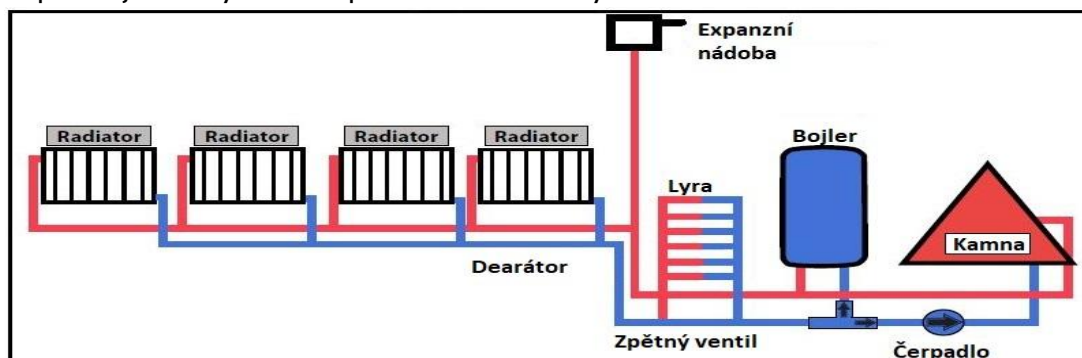 Expanzní
nádoba
Radiator
Radiator
Radiator
Radiator
Bojler
Lyra
Kamna
Dearátor
Zpětný ventil
Čerpadlo